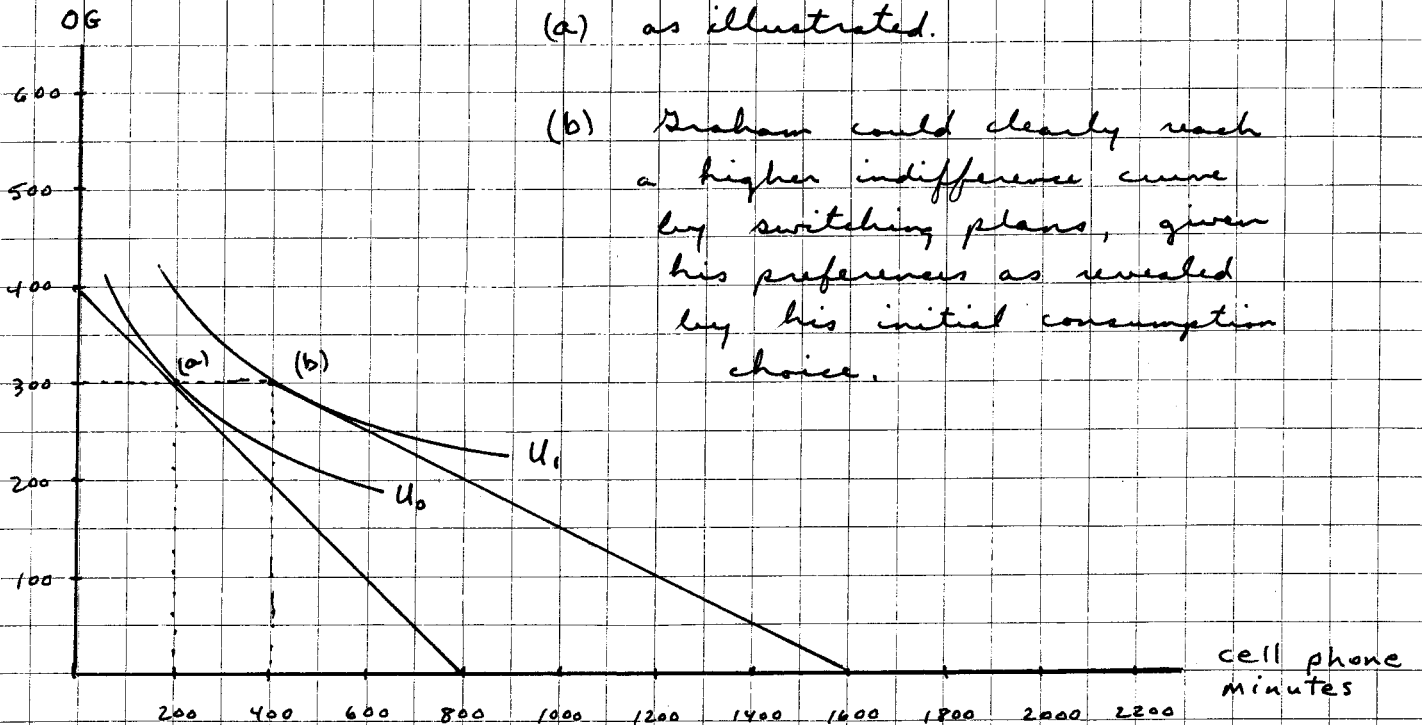 OG
(a) as illustrated.
600
(b) Graham could clearly reach
500
a higher indifference curve
by switching plans, given
his preferences as revealed
400
by his initial consumption
(a)
(b)
choice.
300
U₁
200
U₀
100
cell phone
minutes
200 400 600 800 1000 1200 1400 1600 1800 2000 2200